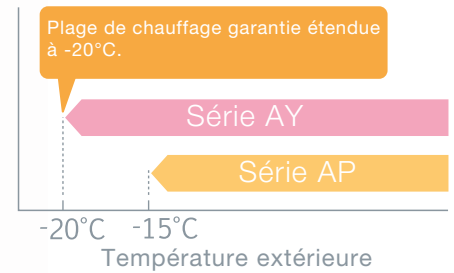 Plage de chauffage garantie étendue
à -20°C.
Série AY
Série AP
-20°C -15°C
Température extérieure